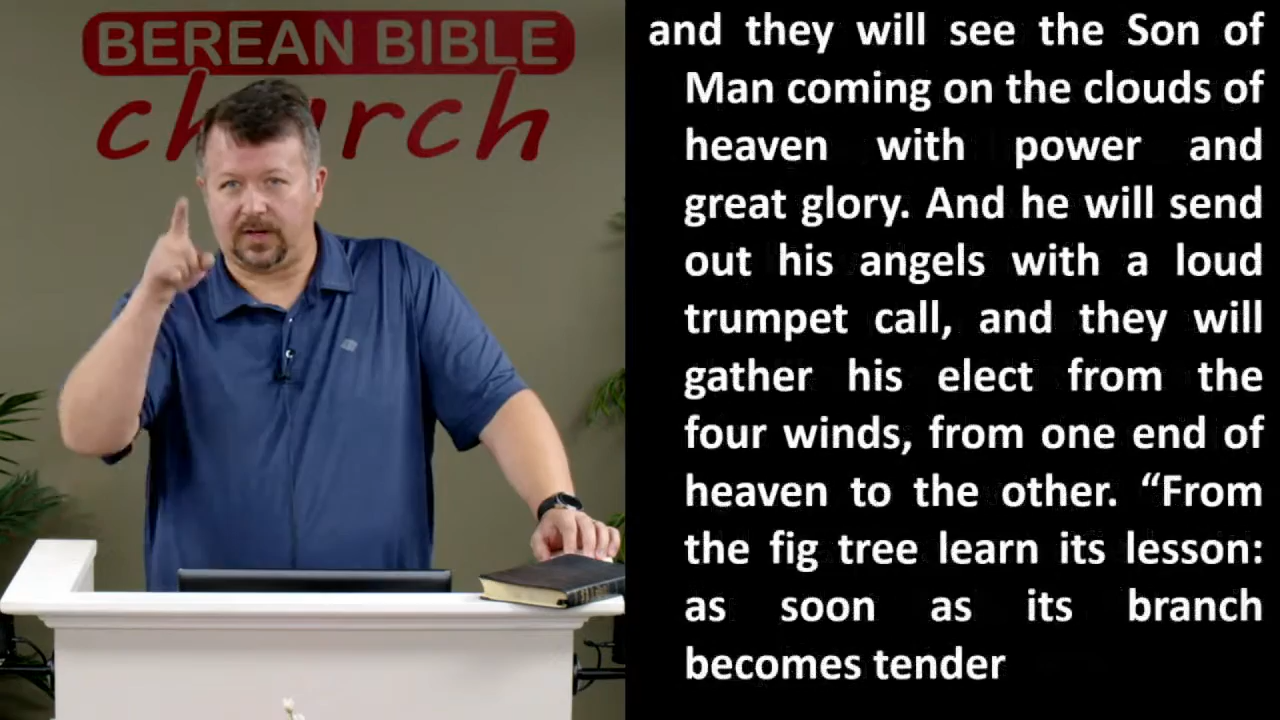 BEREAN BIBLE
church
and they will see the Son of
Man coming on the clouds of
heaven with power and
great glory. And he will send
out his angels with a loud
trumpet call, and they will
gather his elect from the
four winds, from one end of
heaven to the other. “From
the fig tree learn its lesson:
as soon as its branch
becomes tender